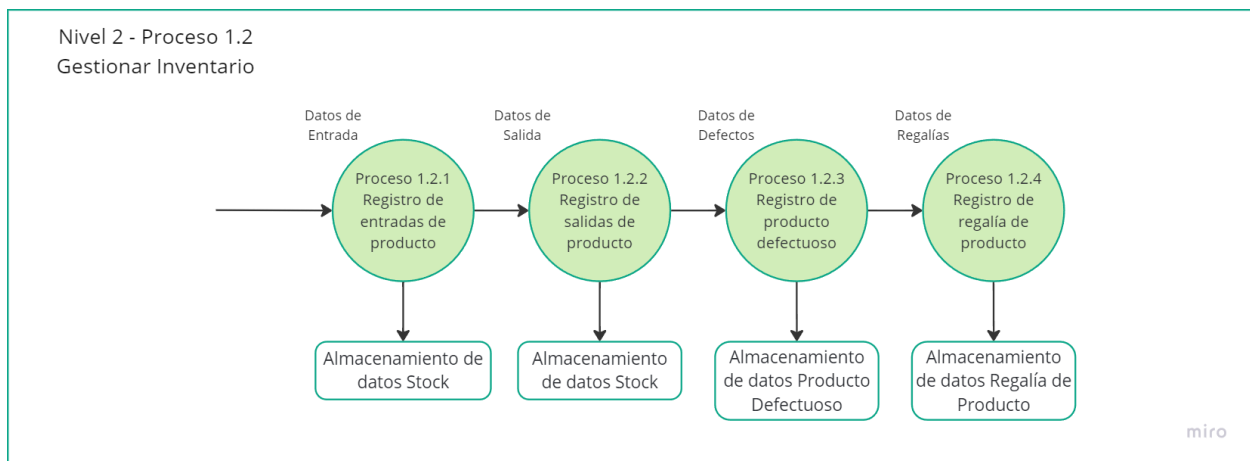 Nivel 2 - Proceso 1.2
Gestionar Inventario
Datos de
Entrada
Datos de
Salida
Datos de
Defectos
Datos de
Regalías
Proceso 1.2.1
Registro de
entradas de
producto
Proceso 1.2.2
Registro de
salidas de
producto
Proceso 1.2.3
Registro de
producto
defectuoso
Proceso 1.2.4
Registro de
regalía de
producto
Almacenamiento de
datos Stock
Almacenamiento
de datos Stock
Almacenamiento
de datos Producto
Defectuoso
Almacenamiento
de datos Regalía de
Producto
miro